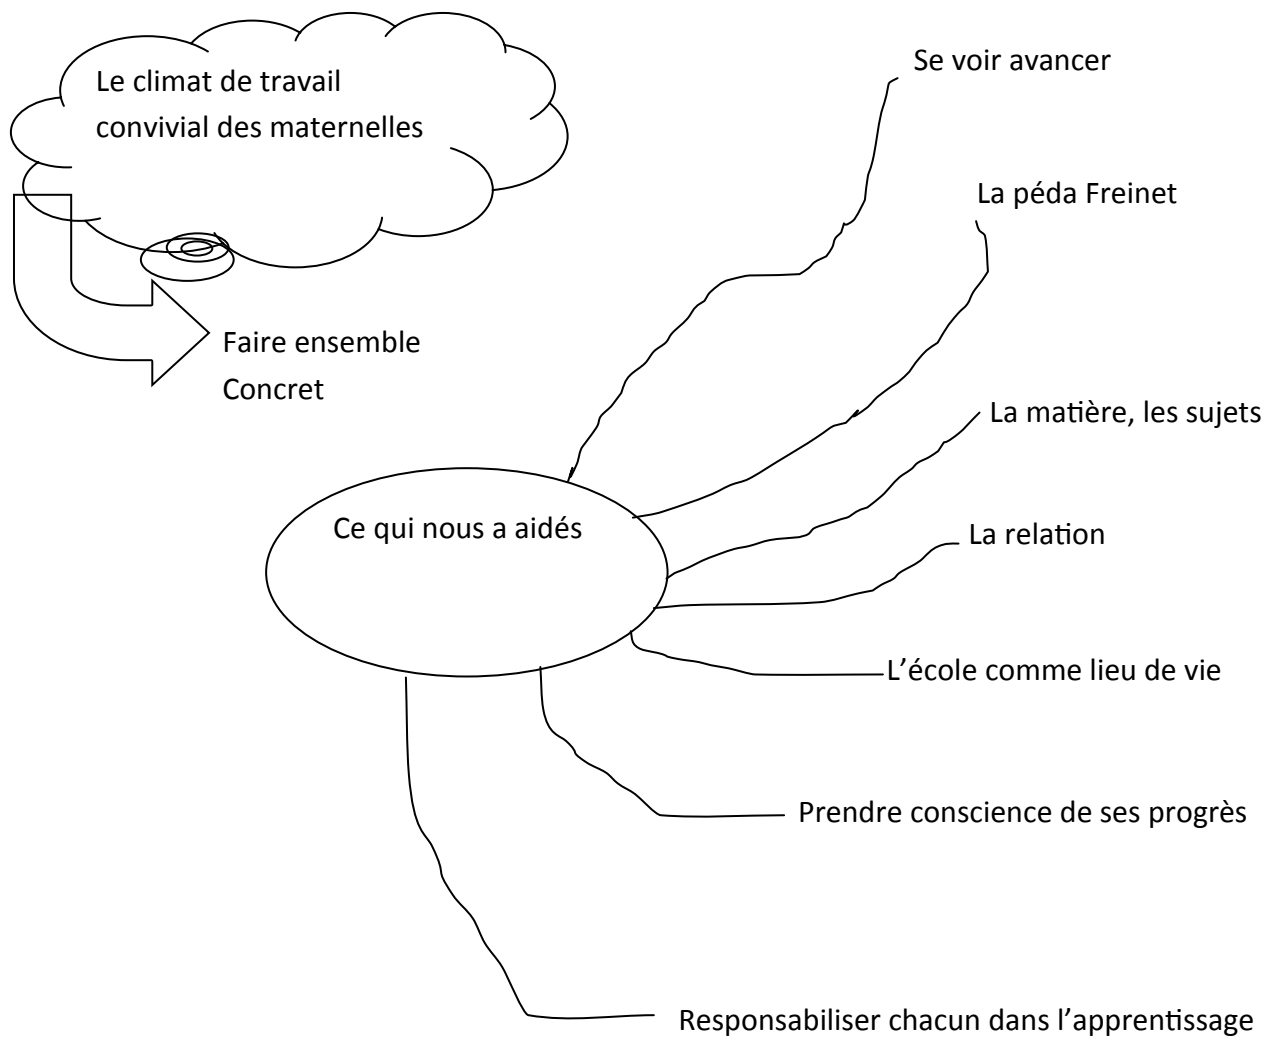 Le climat de travail
convivial des maternelles
Faire ensemble
Concret
Se voir avancer
La péda Freinet
La matière, les sujets
Ce qui nous a aidés
La relation
L’école comme lieu de vie
Prendre conscience de ses progrès
Responsabiliser chacun dans l’apprentissage